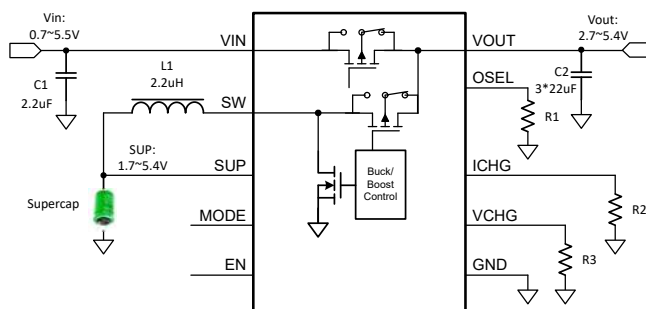 Vin:
0.7~5.5V
VIN
VOUT
Vout:
2.7~5.4V
C1
2.2uF
L1
2.2uH
SW
OSEL
C2
3*22uF
R1
SUP:
1.7~5.4V
SUP
Buck/
Boost
Control
ICHG
Supercap
R2
MODE
VCHG
R3
EN
GND